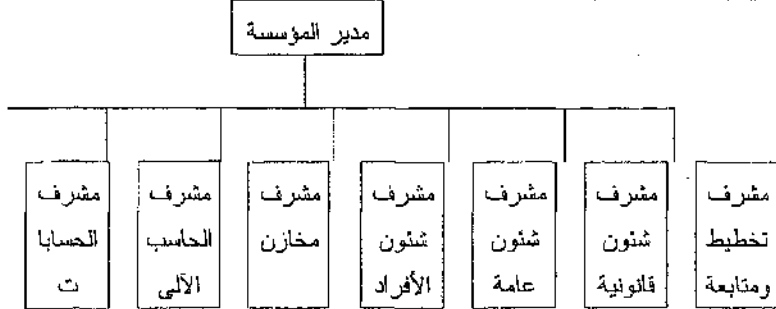 مدير المؤسسة
مشرف
تخطيط
ومتابعة
مشرف
شئون
قانونية
مشرف
شئون
عامة
مشرف
شئون
الأفراد
مشرف
مخازن
مشرف
الحاسب
الآلى
مشرف
الحسابا
ت